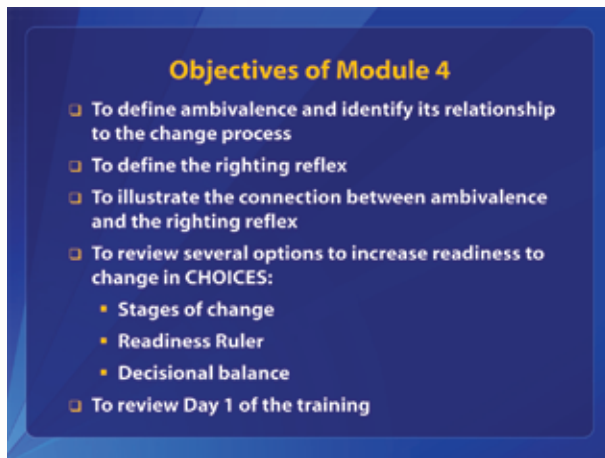 Objectives of Module 4
To define ambivalence and identify its relationship
to the change process
To define the righting reflex
To illustrate the connection between ambivalence
and the righting reflex
To review several options to increase readiness to
change in CHOICES:
Stages of change
Readiness Ruler
Decisional balance
To review Day 1 of the training